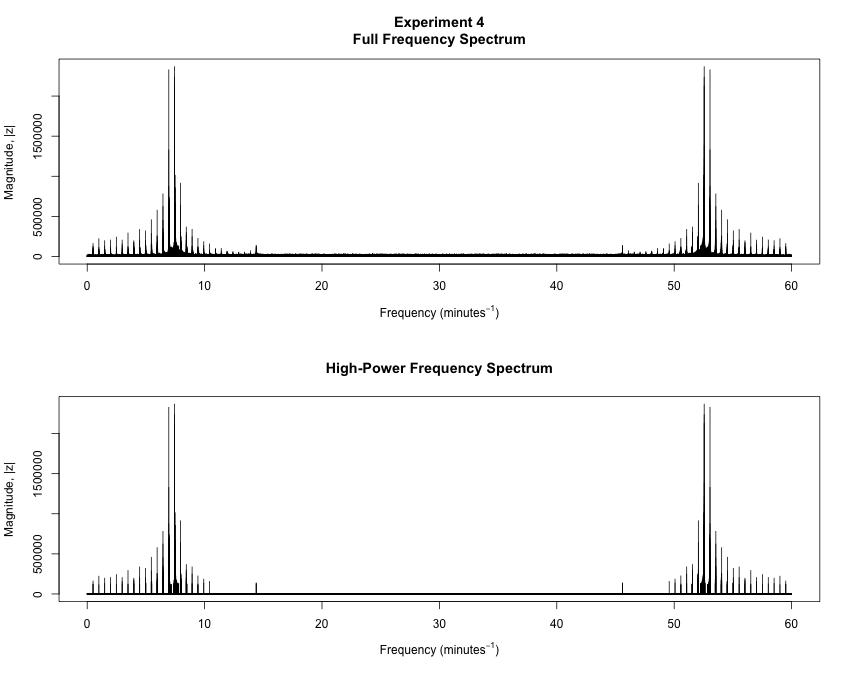 Experiment 4
Full Frequency Spectrum
Magnitude, |z|
1500000
500000
0
0 10 20 30 40 50 60
Frequency (minutes⁻¹)
High-Power Frequency Spectrum
Magnitude, |z|
1500000
500000
0
0 10 20 30 40 50 60
Frequency (minutes⁻¹)